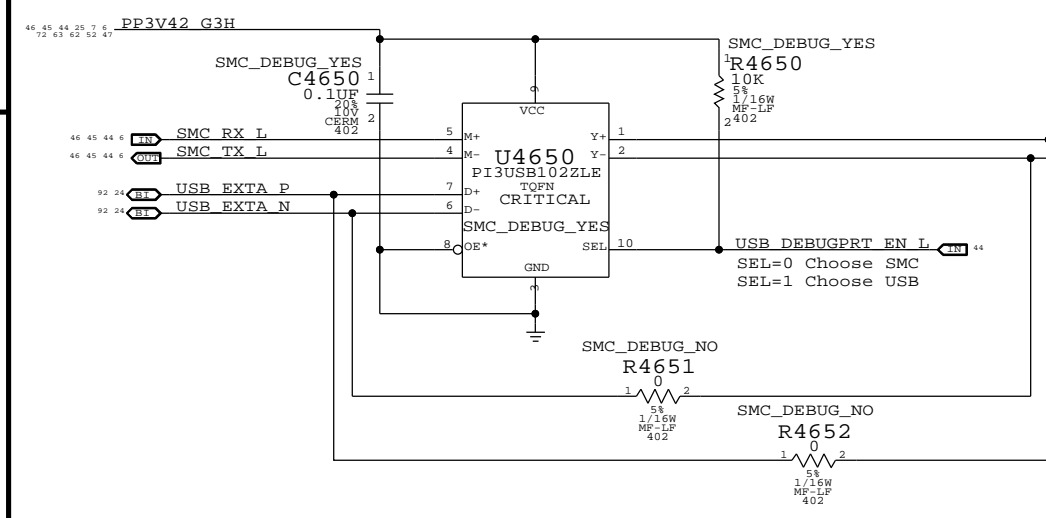 46 45 44 25 7 6 PP3V42_G3H
72 63 62 52 47
SMC_DEBUG_YES
C4650 1
0.1UF
20%
10V
CERM 2
402
SMC_DEBUG_YES
1 R4650
10K
5%
1/16W
MF-LF
2 402
9
VCC
46 45 44 6 IN SMC_RX_L 5 M+ Y+ 1
46 45 44 6 OUT SMC_TX_L 4 M- Y- 2
U4650
PI3USB102ZLE
TQFN
CRITICAL
92 24 BI USB_EXTA_P 7 D+
92 24 BI USB_EXTA_N 6 D-
SMC_DEBUG_YES
8 OE* SEL 10 USB_DEBUGPRT_EN_L IN 44
SEL=0 Choose SMC
SEL=1 Choose USB
GND
3
SMC_DEBUG_NO
R4651
1 0 2
5%
1/16W
MF-LF
402
SMC_DEBUG_NO
R4652
1 0 2
5%
1/16W
MF-LF
402